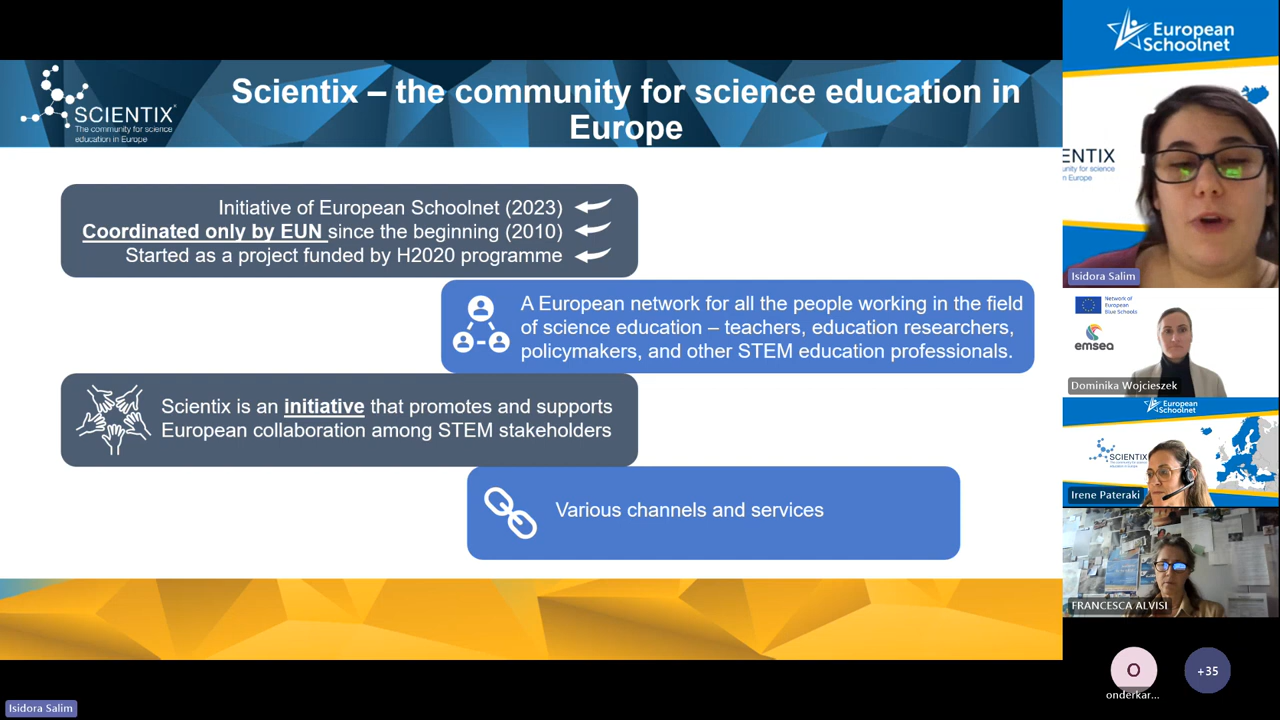 SCIENTIX®
The community for science
education in Europe
Scientix – the community for science education in
Europe
Initiative of European Schoolnet (2023)
Coordinated only by EUN since the beginning (2010)
Started as a project funded by H2020 programme
A European network for all the people working in the field
of science education – teachers, education researchers,
policymakers, and other STEM education professionals.
Scientix is an initiative that promotes and supports
European collaboration among STEM stakeholders
Various channels and services
Isidora Salim
European
Schoolnet
ENTIX
unity for science
n Europe
Isidora Salim
Network of
European
Blue Schools
emsea
Dominika Wojcieszek
European
Schoolnet
SCIENTIX
Irene Pateraki
FRANCESCA ALVISI
O
onderkar...
+35